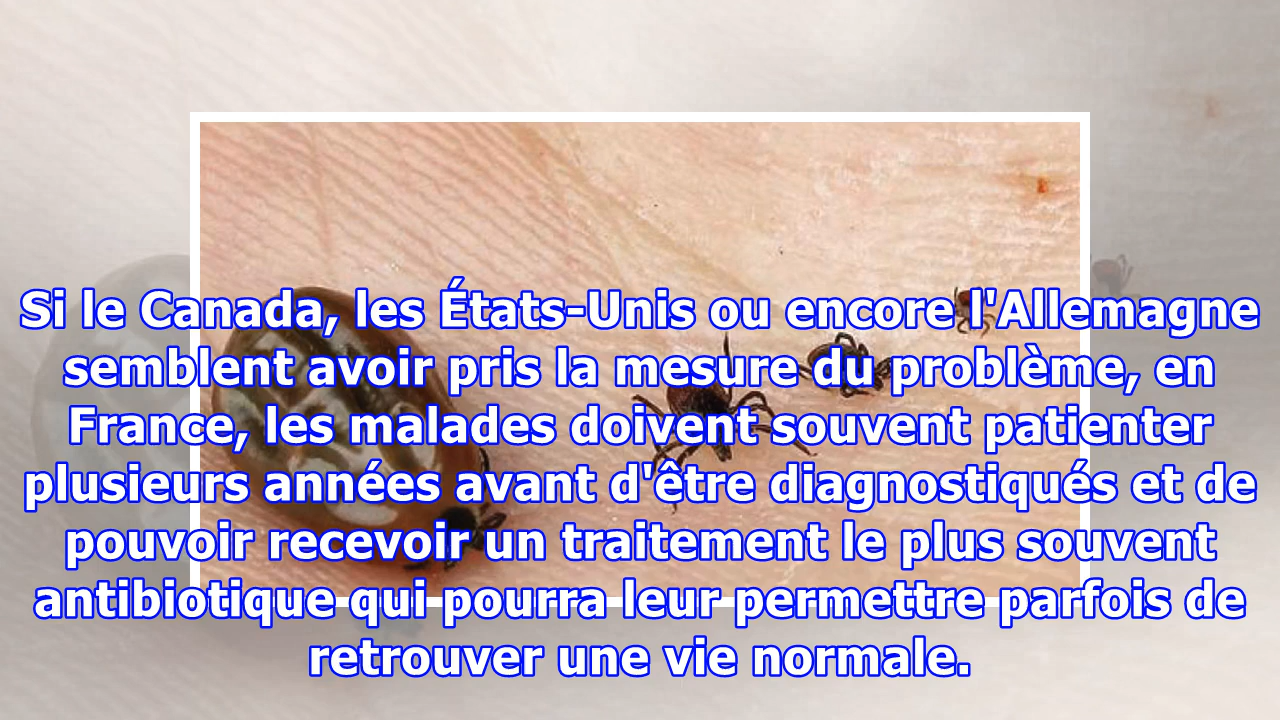 Si le Canada, les États-Unis ou encore l'Allemagne
semblent avoir pris la mesure du problème, en
France, les malades doivent souvent patienter
plusieurs années avant d'être diagnostiqués et de
pouvoir recevoir un traitement le plus souvent
antibiotique qui pourra leur permettre parfois de
retrouver une vie normale.